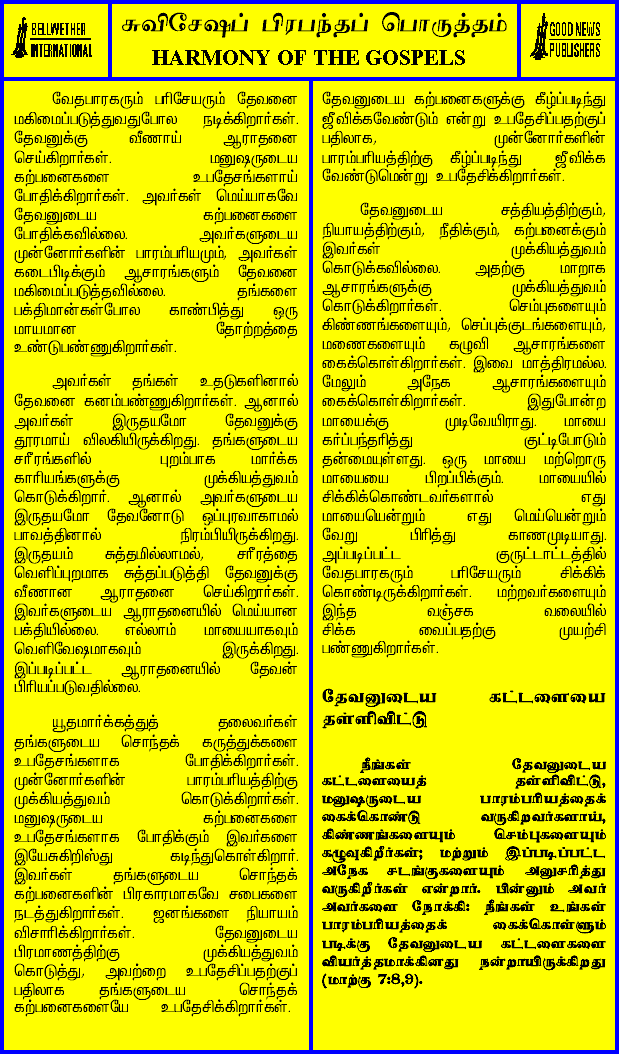 BELLWETHER
INTERNATIONAL
சுவிசேஷப் பிரபந்தப் பொருத்தம்
HARMONY OF THE GOSPELS
GOOD NEWS
PUBLISHERS
வேதபாரகரும் பரிசேயரும் தேவனை
மகிமைப்படுத்துவதுபோல நடிக்கிறார்கள்.
தேவனுக்கு வீணாய் ஆராதனை
செய்கிறார்கள். மனுஷருடைய
கற்பனைகளை உபதேசங்களாய்
போதிக்கிறார்கள். அவர்கள் மெய்யாகவே
தேவனுடைய கற்பனைகளை
போதிக்கவில்லை. அவர்களுடைய
முன்னோர்களின் பாரம்பரியமும், அவர்கள்
கடைபிடிக்கும் ஆசாரங்களும் தேவனை
மகிமைப்படுத்தவில்லை. தங்களை
பக்திமான்கள்போல காண்பித்து ஒரு
மாயமான தோற்றத்தை
உண்டுபண்ணுகிறார்கள்.
அவர்கள் தங்கள் உதடுகளினால்
தேவனை கனம்பண்ணுகிறார்கள். ஆனால்
அவர்கள் இருதயமோ தேவனுக்கு
தூரமாய் விலகியிருக்கிறது. தங்களுடைய
சரீரங்களில் புறம்பாக மார்க்க
காரியங்களுக்கு முக்கியத்துவம்
கொடுக்கிறார். ஆனால் அவர்களுடைய
இருதயமோ தேவனோடு ஒப்புரவாகாமல்
பாவத்தினால் நிரம்பியிருக்கிறது.
இருதயம் சுத்தமில்லாமல், சரீரத்தை
வெளிப்புறமாக சுத்தப்படுத்தி தேவனுக்கு
வீணான ஆராதனை செய்கிறார்கள்.
இவர்களுடைய ஆராதனையில் மெய்யான
பக்தியில்லை. எல்லாம் மாயையாகவும்
வெளிவேஷமாகவும் இருக்கிறது.
இப்படிப்பட்ட ஆராதனையில் தேவன்
பிரியப்படுவதில்லை.
யூதமார்க்கத்துத் தலைவர்கள்
தங்களுடைய சொந்தக் கருத்துக்களை
உபதேசங்களாக போதிக்கிறார்கள்.
முன்னோர்களின் பாரம்பரியத்திற்கு
முக்கியத்துவம் கொடுக்கிறார்கள்.
மனுஷருடைய கற்பனைகளை
உபதேசங்களாக போதிக்கும் இவர்களை
இயேசுகிறிஸ்து கடிந்துகொள்கிறார்.
இவர்கள் தங்களுடைய சொந்தக்
கற்பனைகளின் பிரகாரமாகவே சபைகளை
நடத்துகிறார்கள். ஜனங்களை நியாயம்
விசாரிக்கிறார்கள். தேவனுடைய
பிரமாணத்திற்கு முக்கியத்துவம்
கொடுத்து, அவற்றை உபதேசிப்பதற்குப்
பதிலாக தங்களுடைய சொந்தக்
கற்பனைகளையே உபதேசிக்கிறார்கள்.
தேவனுடைய கற்பனைகளுக்கு கீழ்ப்படிந்து
ஜீவிக்கவேண்டும் என்று உபதேசிப்பதற்குப்
பதிலாக, முன்னோர்களின்
பாரம்பரியத்திற்கு கீழ்ப்படிந்து ஜீவிக்க
வேண்டுமென்று உபதேசிக்கிறார்கள்.
தேவனுடைய சத்தியத்திற்கும்,
நியாயத்திற்கும், நீதிக்கும், கற்பனைக்கும்
இவர்கள் முக்கியத்துவம்
கொடுக்கவில்லை. அதற்கு மாறாக
ஆசாரங்களுக்கு முக்கியத்துவம்
கொடுக்கிறார்கள். செம்புகளையும்
கிண்ணங்களையும், செப்புக்குடங்களையும்,
மணைகளையும் கழுவி ஆசாரங்களை
கைக்கொள்கிறார்கள். இவை மாத்திரமல்ல.
மேலும் அநேக ஆசாரங்களையும்
கைக்கொள்கிறார்கள். இதுபோன்ற
மாயைக்கு முடிவேயிராது. மாயை
கர்ப்பந்தரித்து குட்டிபோடும்
தன்மையுள்ளது. ஒரு மாயை மற்றொரு
மாயையை பிறப்பிக்கும். மாயையில்
சிக்கிக்கொண்டவர்களால் எது
மாயையென்றும் எது மெய்யென்றும்
வேறு பிரித்து காணமுடியாது.
அப்படிப்பட்ட குருட்டாட்டத்தில்
வேதபாரகரும் பரிசேயரும் சிக்கிக்
கொண்டிருக்கிறார்கள். மற்றவர்களையும்
இந்த வஞ்சக வலையில்
சிக்க வைப்பதற்கு முயற்சி
பண்ணுகிறார்கள்.
தேவனுடைய கட்டளையை
தள்ளிவிட்டு
நீங்கள் தேவனுடைய
கட்டளையைத் தள்ளிவிட்டு,
மனுஷருடைய பாரம்பரியத்தைக்
கைக்கொண்டு வருகிறவர்களாய்,
கிண்ணங்களையும் செம்புகளையும்
கழுவுகிறீர்கள்; மற்றும் இப்படிப்பட்ட
அநேக சடங்குகளையும் அனுசரித்து
வருகிறீர்கள் என்றார். பின்னும் அவர்
அவர்களை நோக்கி: நீங்கள் உங்கள்
பாரம்பரியத்தைக் கைக்கொள்ளும்
படிக்கு தேவனுடைய கட்டளைகளை
வியர்த்தமாக்கினது நன்றாயிருக்கிறது
(மாற்கு 7:8,9).